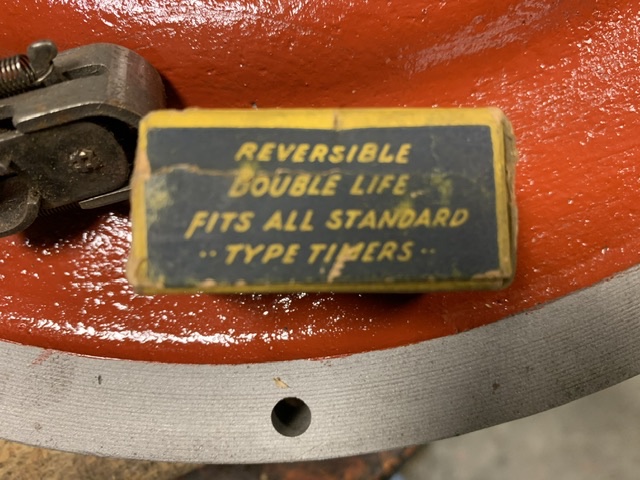 REVERSIBLE
DOUBLE LIFE
FITS ALL STANDARD
·· TYPE TIMERS ··